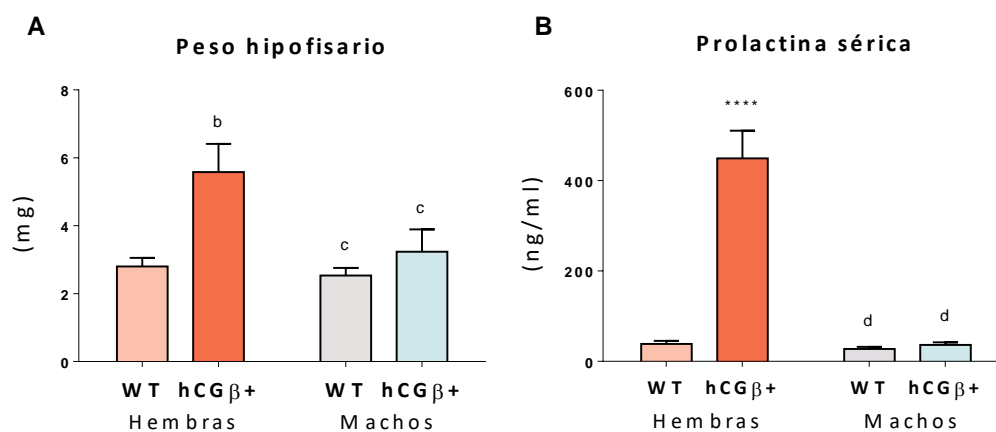 A
Peso hipofisario
(mg)
8
6
4
2
0
b
c
c
WT hCGβ+ WT hCGβ+
Hembras Machos
B
Prolactina sérica
(ng/ml)
600
400
200
0
****
d
d
WT hCGβ+ WT hCGβ+
Hembras Machos